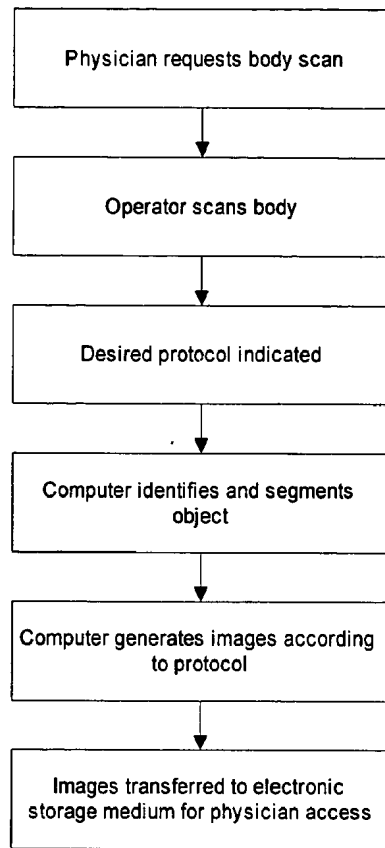 Physician requests body scan
Operator scans body
Desired protocol indicated
Computer identifies and segments
object
Computer generates images according
to protocol
Images transferred to electronic
storage medium for physician access